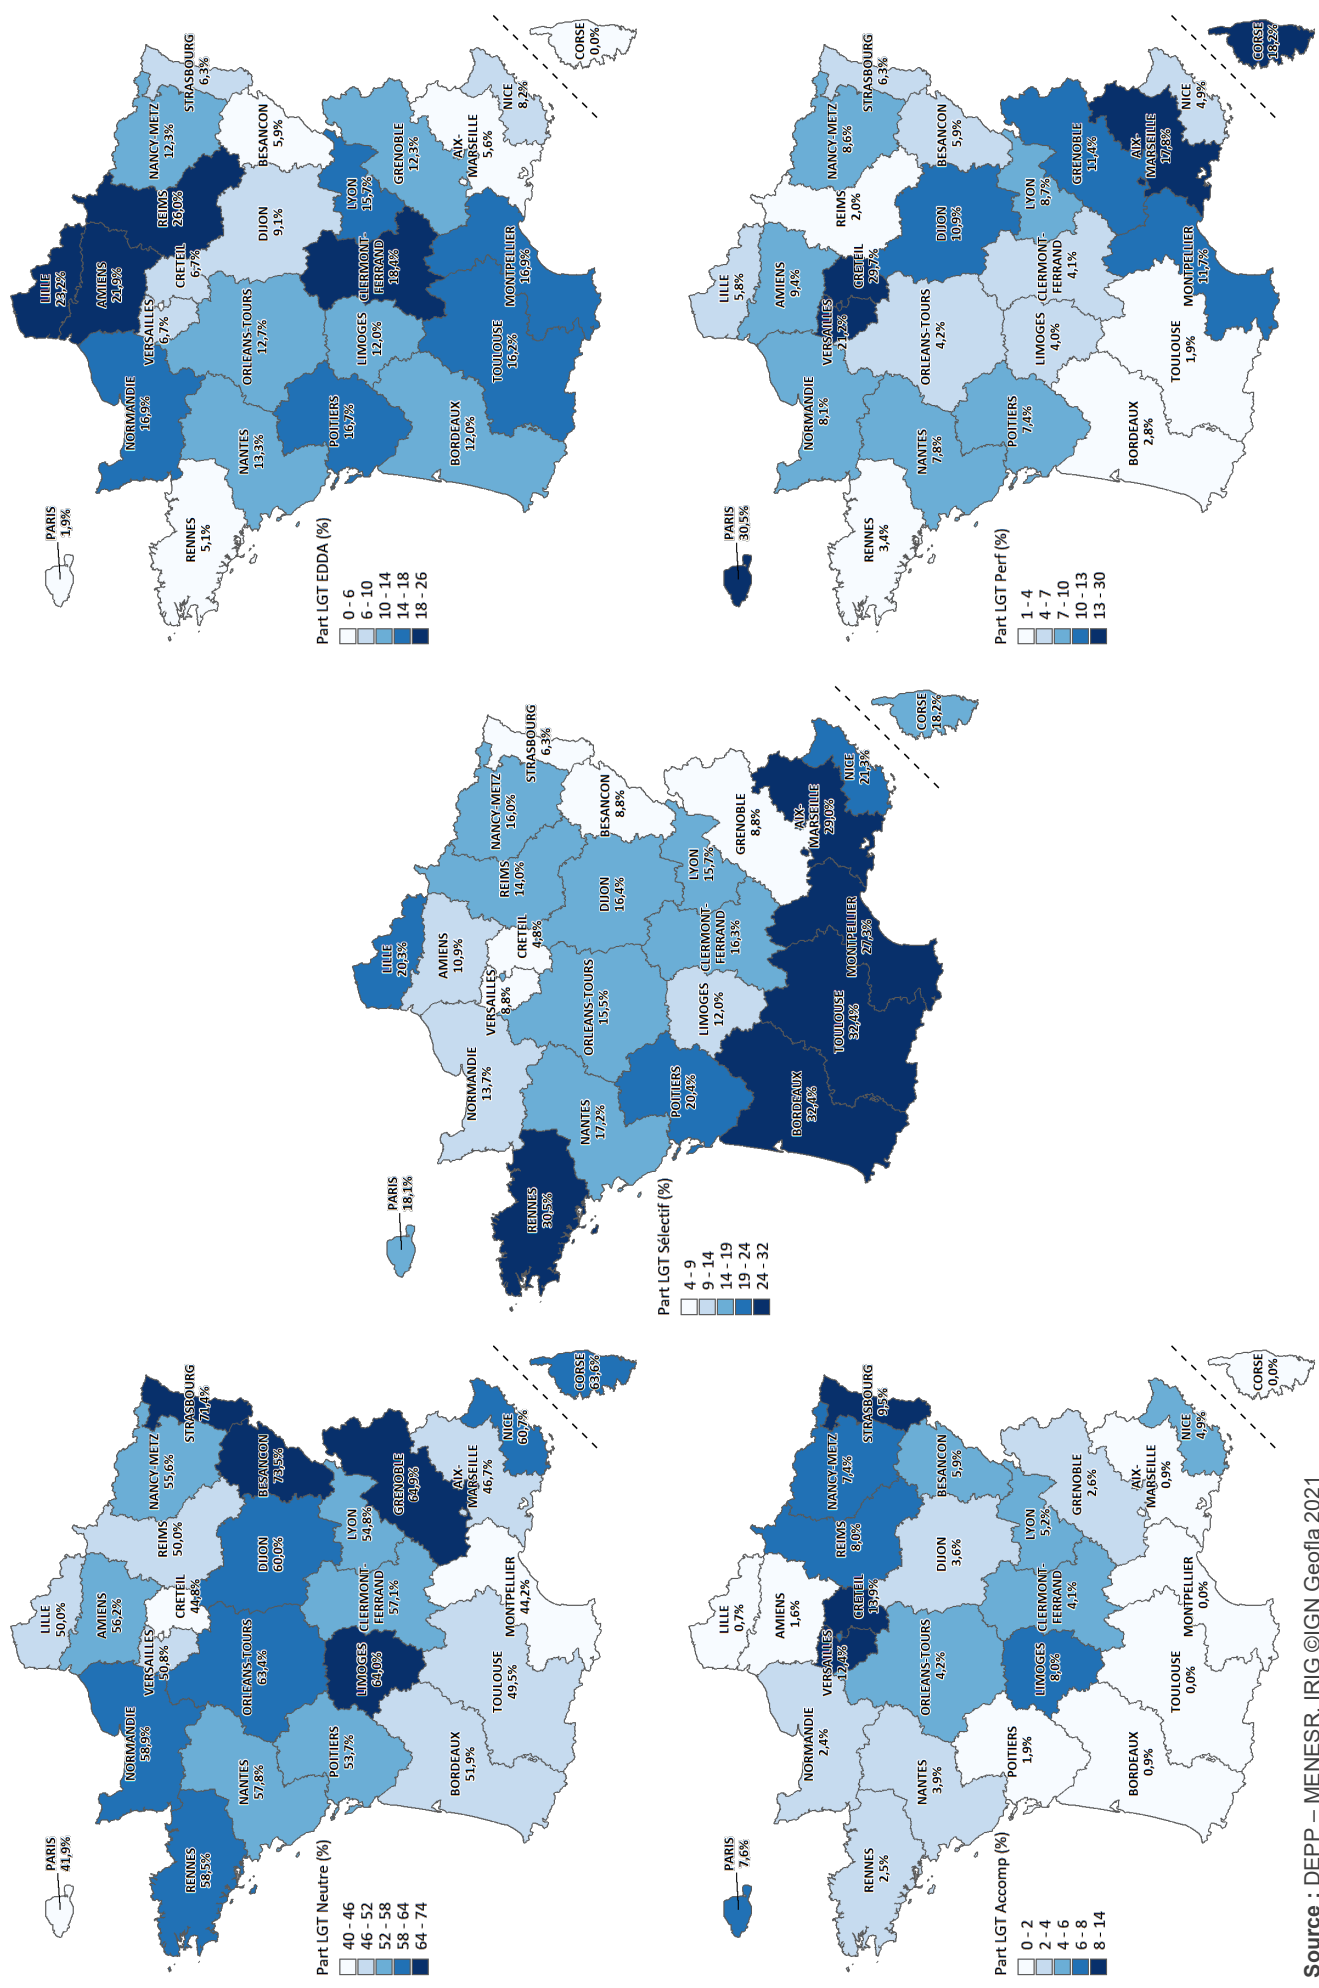 PARIS
41,9%
RENNES
58,5%
NORMANDIE
58,9%
LILLE
50,0%
AMIENS
56,2%
VERSAILLES
50,8%
CRETEIL
44,8%
REIMS
50,0%
NANCY-METZ
55,6%
STRASBOURG
71,4%
NANTES
57,8%
ORLEANS-TOURS
63,4%
DIJON
60,0%
BESANCON
73,5%
POITIERS
53,7%
LIMOGES
64,0%
CLERMONT-
FERRAND
57,1%
LYON
54,8%
GRENOBLE
64,9%
BORDEAUX
51,9%
TOULOUSE
49,5%
MONTPELLIER
44,2%
AIX-
MARSEILLE
46,7%
NICE
60,7%
CORSE
63,6%
Part LGT Neutre (%)
40 - 46
46 - 52
52 - 58
58 - 64
64 - 74
PARIS
1,9%
RENNES
5,1%
NORMANDIE
16,9%
LILLE
23,2%
AMIENS
21,9%
VERSAILLES
6,7%
CRETEIL
6,7%
REIMS
26,0%
NANCY-METZ
12,3%
STRASBOURG
6,3%
NANTES
13,3%
ORLEANS-TOURS
12,7%
DIJON
9,1%
BESANCON
5,9%
POITIERS
16,7%
LIMOGES
12,0%
CLERMONT-
FERRAND
18,4%
LYON
15,7%
GRENOBLE
12,3%
BORDEAUX
12,0%
TOULOUSE
16,2%
MONTPELLIER
16,9%
AIX-
MARSEILLE
5,6%
NICE
8,2%
CORSE
0,0%
Part LGT EDDA (%)
0 - 6
6 - 10
10 - 14
14 - 18
18 - 26
PARIS
18,1%
RENNES
30,5%
NORMANDIE
13,7%
LILLE
20,3%
AMIENS
10,9%
VERSAILLES
8,8%
CRETEIL
4,8%
REIMS
14,0%
NANCY-METZ
16,0%
STRASBOURG
6,3%
NANTES
17,2%
ORLEANS-TOURS
15,5%
DIJON
16,4%
BESANCON
8,8%
POITIERS
20,4%
LIMOGES
12,0%
CLERMONT-
FERRAND
16,3%
LYON
15,7%
GRENOBLE
8,8%
BORDEAUX
32,4%
TOULOUSE
32,4%
MONTPELLIER
27,3%
AIX-
MARSEILLE
29,0%
NICE
21,3%
CORSE
18,2%
Part LGT Sélectif (%)
4 - 9
9 - 14
14 - 19
19 - 24
24 - 32
PARIS
7,6%
RENNES
2,5%
NORMANDIE
2,4%
LILLE
0,7%
AMIENS
1,6%
VERSAILLES
12,4%
CRETEIL
13,9%
REIMS
8,0%
NANCY-METZ
7,4%
STRASBOURG
9,5%
NANTES
3,9%
ORLEANS-TOURS
4,2%
DIJON
3,6%
BESANCON
5,9%
POITIERS
1,9%
LIMOGES
8,0%
CLERMONT-
FERRAND
4,1%
LYON
5,2%
GRENOBLE
2,6%
BORDEAUX
0,9%
TOULOUSE
0,0%
MONTPELLIER
0,0%
AIX-
MARSEILLE
0,9%
NICE
4,9%
CORSE
0,0%
Part LGT Accomp (%)
0 - 2
2 - 4
4 - 6
6 - 8
8 - 14
PARIS
30,5%
RENNES
3,4%
NORMANDIE
8,1%
LILLE
5,8%
AMIENS
9,4%
VERSAILLES
21,2%
CRETEIL
29,7%
REIMS
2,0%
NANCY-METZ
8,6%
STRASBOURG
6,3%
NANTES
7,8%
ORLEANS-TOURS
4,2%
DIJON
10,9%
BESANCON
5,9%
POITIERS
7,4%
LIMOGES
4,0%
CLERMONT-
FERRAND
4,1%
LYON
8,7%
GRENOBLE
11,4%
BORDEAUX
2,8%
TOULOUSE
1,9%
MONTPELLIER
11,7%
AIX-
MARSEILLE
17,8%
NICE
4,9%
CORSE
18,2%
Part LGT Perf (%)
1 - 4
4 - 7
7 - 10
10 - 13
13 - 30
Source : DEPP – MENESR, IRIG ©IGN Geofla 2021